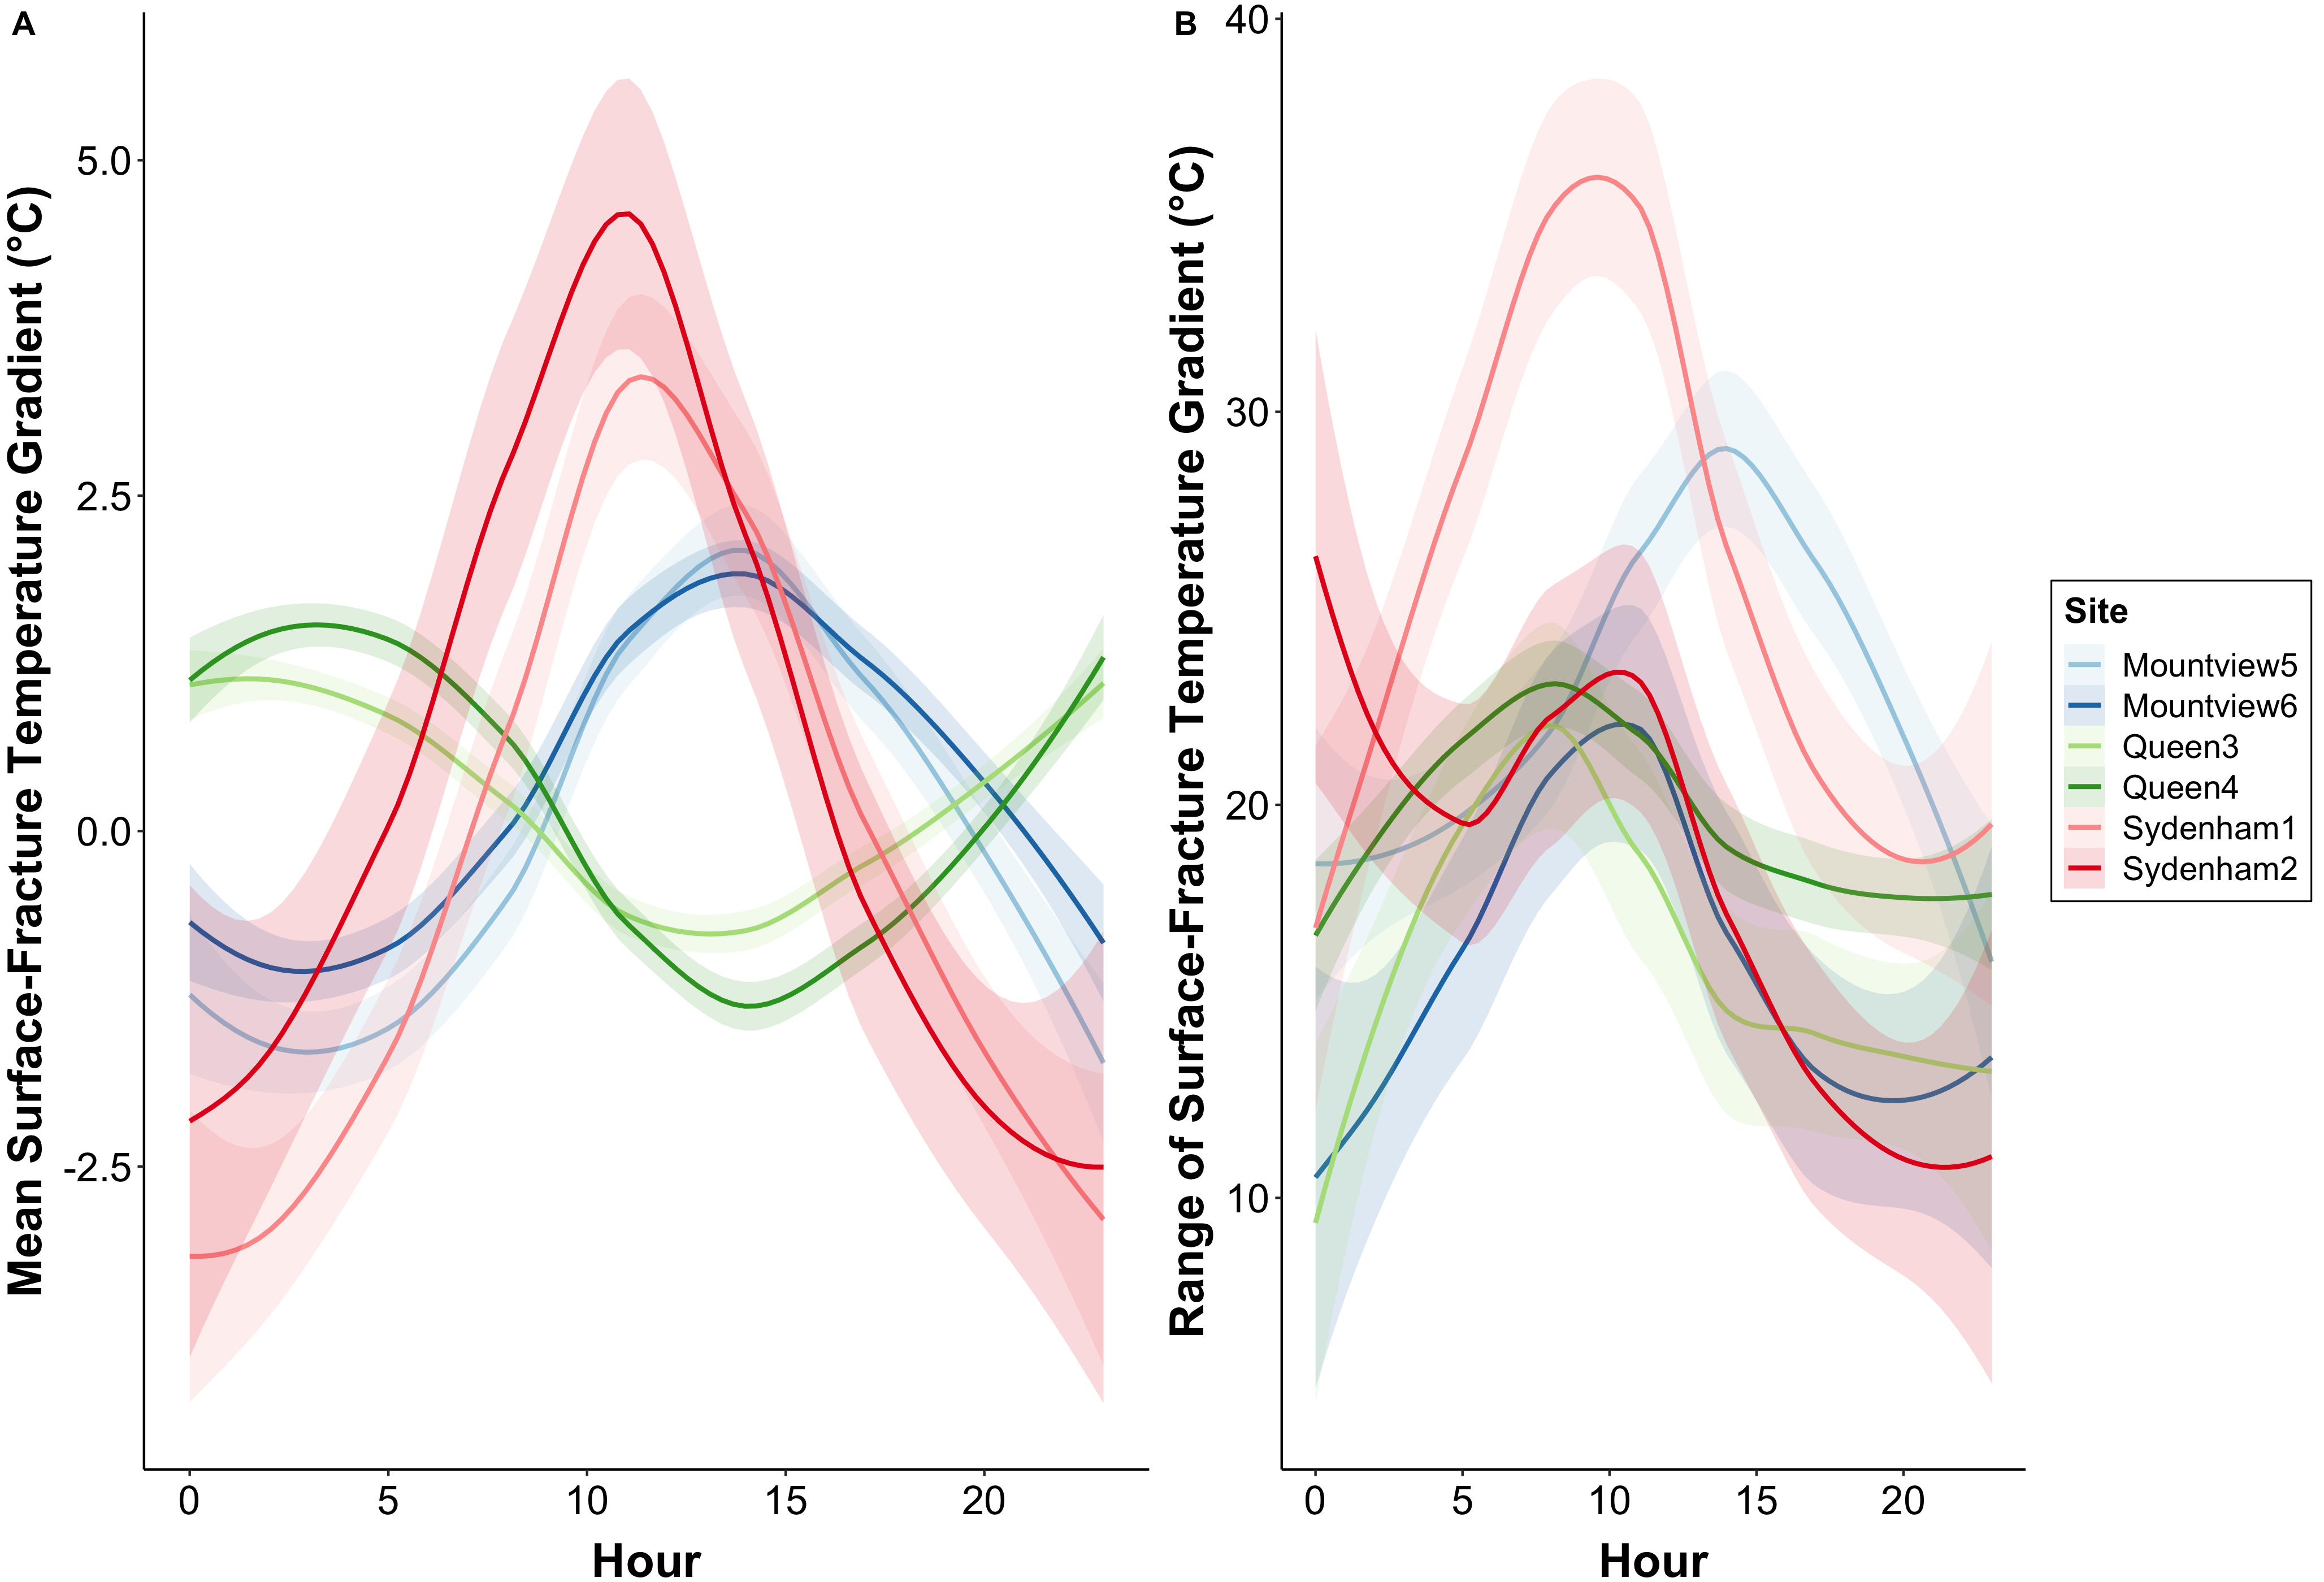 A
Mean Surface-Fracture Temperature Gradient (°C)
5.0
2.5
0.0
-2.5
0 5 10 15 20
Hour
B
Range of Surface-Fracture Temperature Gradient (°C)
40
30
20
10
0 5 10 15 20
Hour
Site
Mountview5
Mountview6
Queen3
Queen4
Sydenham1
Sydenham2